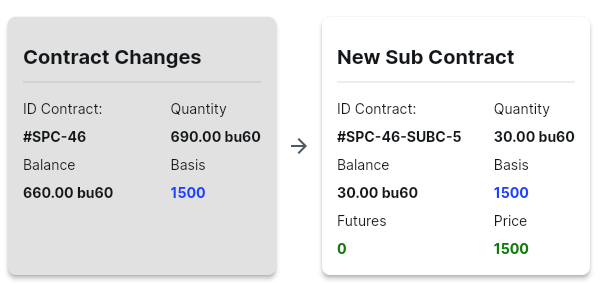 Contract Changes
ID Contract: Quantity
#SPC-46 690.00 bu60
Balance Basis
660.00 bu60 1500
New Sub Contract
ID Contract: Quantity
#SPC-46-SUBC-5 30.00 bu60
Balance Basis
30.00 bu60 1500
Futures Price
0 1500